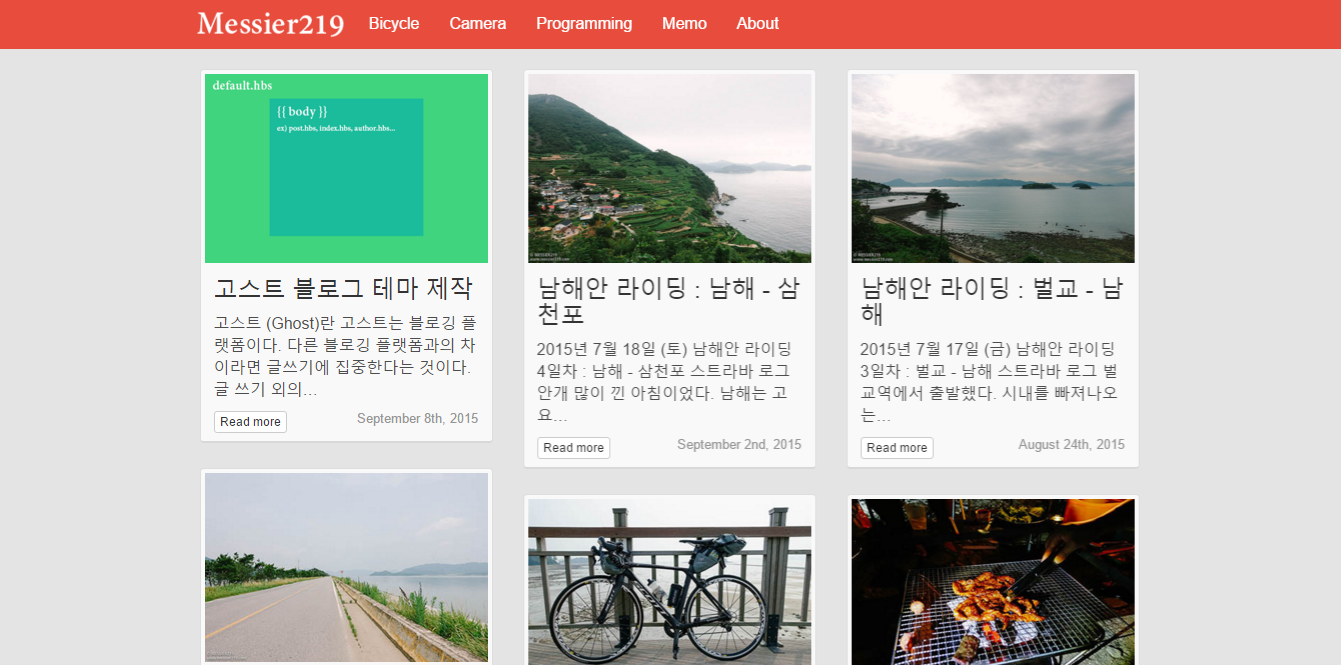 Messier219 Bicycle Camera Programming Memo About
default.hbs
{{ body }}
ex) post.hbs, index.hbs, author.hbs...
고스트 블로그 테마 제작
고스트 (Ghost)란 고스트는 블로깅 플
랫폼이다. 다른 블로깅 플랫폼과의 차
이라면 글쓰기에 집중한다는 것이다.
글 쓰기 외의...
Read more September 8th, 2015
© MESSIER219
www.messier219.com
남해안 라이딩 : 남해 - 삼
천포
2015년 7월 18일 (토) 남해안 라이딩
4일차 : 남해 - 삼천포 스트라바 로그
안개 많이 낀 아침이었다. 남해는 고
요...
Read more September 2nd, 2015
© MESSIER219
www.messier219.com
남해안 라이딩 : 벌교 - 남
해
2015년 7월 17일 (금) 남해안 라이딩
3일차 : 벌교 - 남해 스트라바 로그 벌
교역에서 출발했다. 시내를 빠져나오
는...
Read more August 24th, 2015